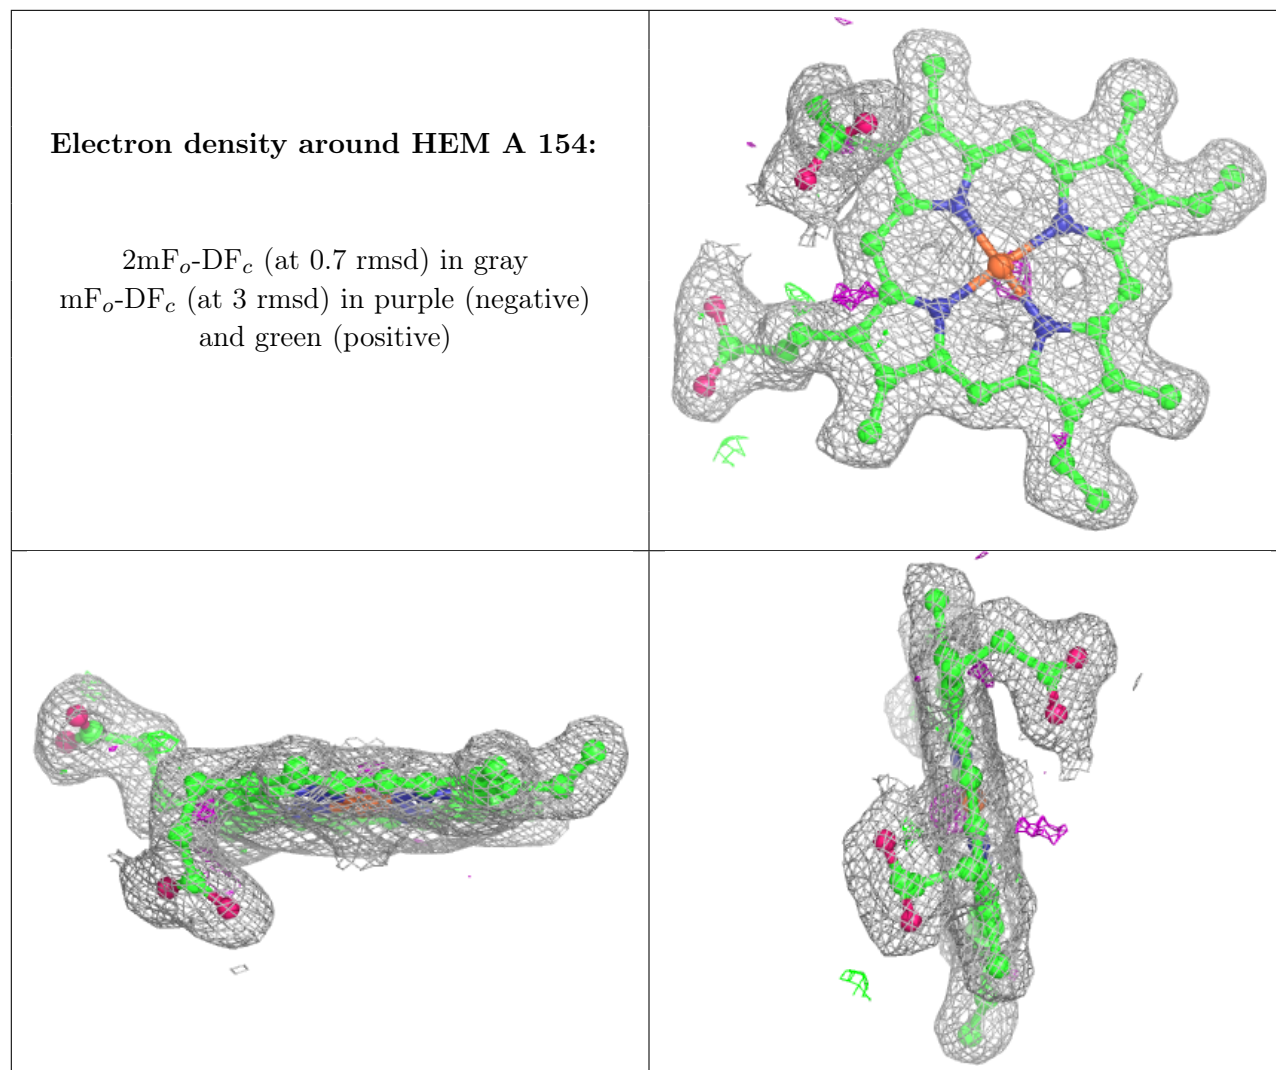 Electron density around HEM A 154:
2mFₒ-DF𝒸 (at 0.7 rmsd) in gray
mFₒ-DF𝒸 (at 3 rmsd) in purple (negative)
and green (positive)